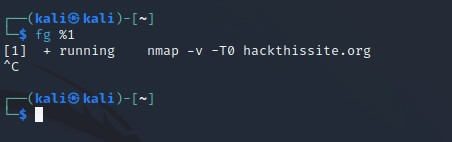 ┌──(kali㉿kali)-[~]
└─$ fg %1
[1]  + running    nmap -v -T0 hackthissite.org
^C
┌──(kali㉿kali)-[~]
└─$